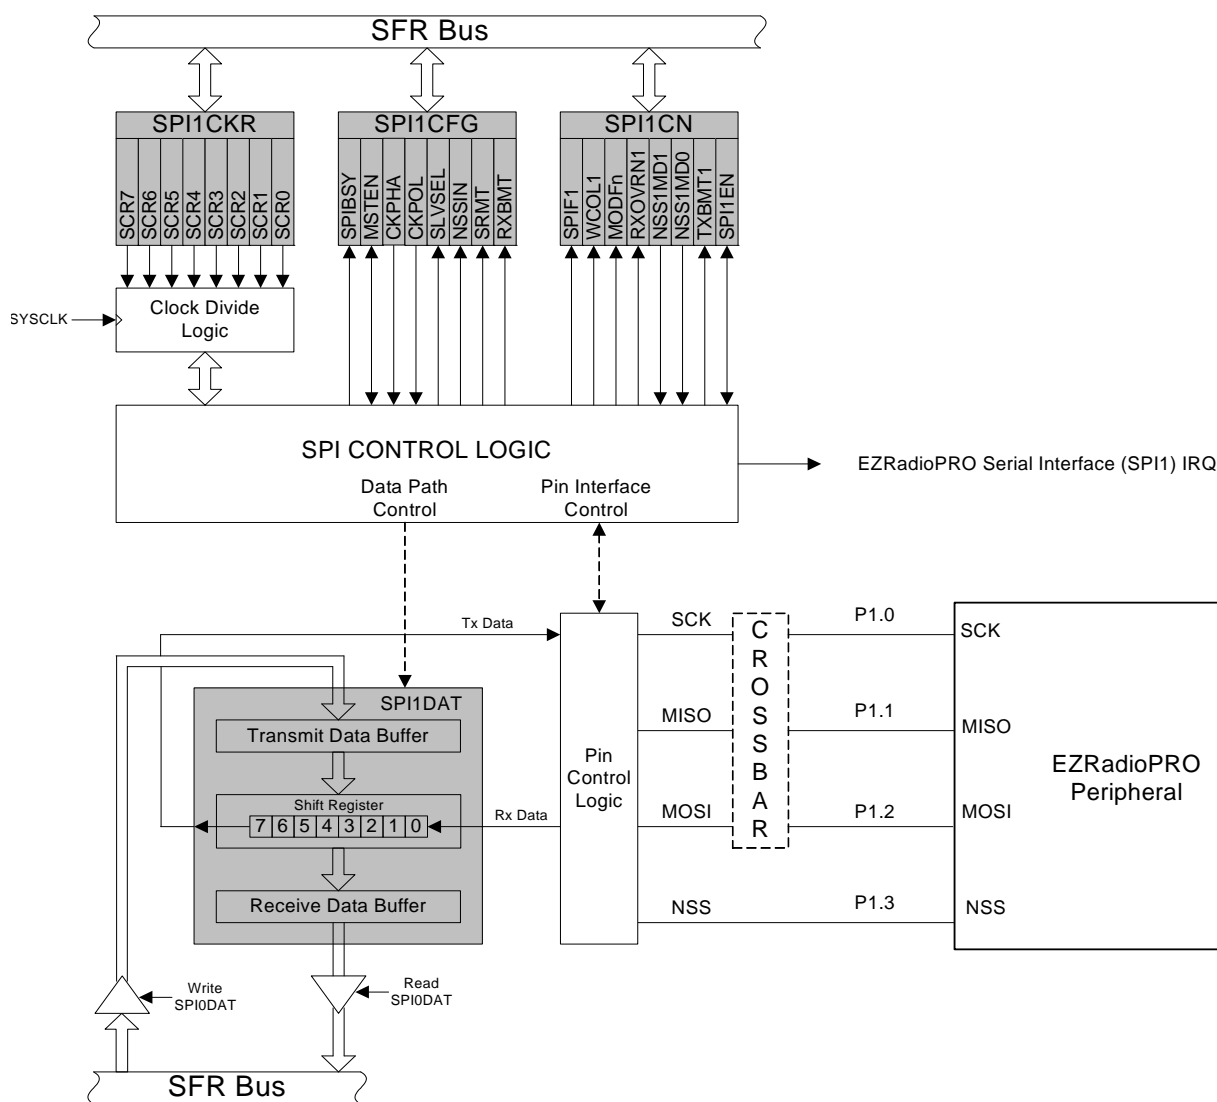 SFR Bus
SPI1CKR
SCR7
SCR6
SCR5
SCR4
SCR3
SCR2
SCR1
SCR0
SPI1CFG
SPIBSY
MSTEN
CKPHA
CKPOL
SLVSEL
NSSIN
SRMT
RXBMT
SPI1CN
SPIF1
WCOL1
MODFn
RXOVRN1
NSS1MD1
NSS1MD0
TXBMT1
SPI1EN
SYSCLK
Clock Divide
Logic
SPI CONTROL LOGIC
Data Path
Control
Pin Interface
Control
EZRadioPRO Serial Interface (SPI1) IRQ
Tx Data
SPI1DAT
Transmit Data Buffer
Shift Register
7 6 5 4 3 2 1 0
Rx Data
Receive Data Buffer
Pin
Control
Logic
SCK
MISO
MOSI
NSS
CROSSBAR
P1.0
P1.1
P1.2
P1.3
SCK
MISO
MOSI
NSS
EZRadioPRO
Peripheral
Write
SPI0DAT
Read
SPI0DAT
SFR Bus